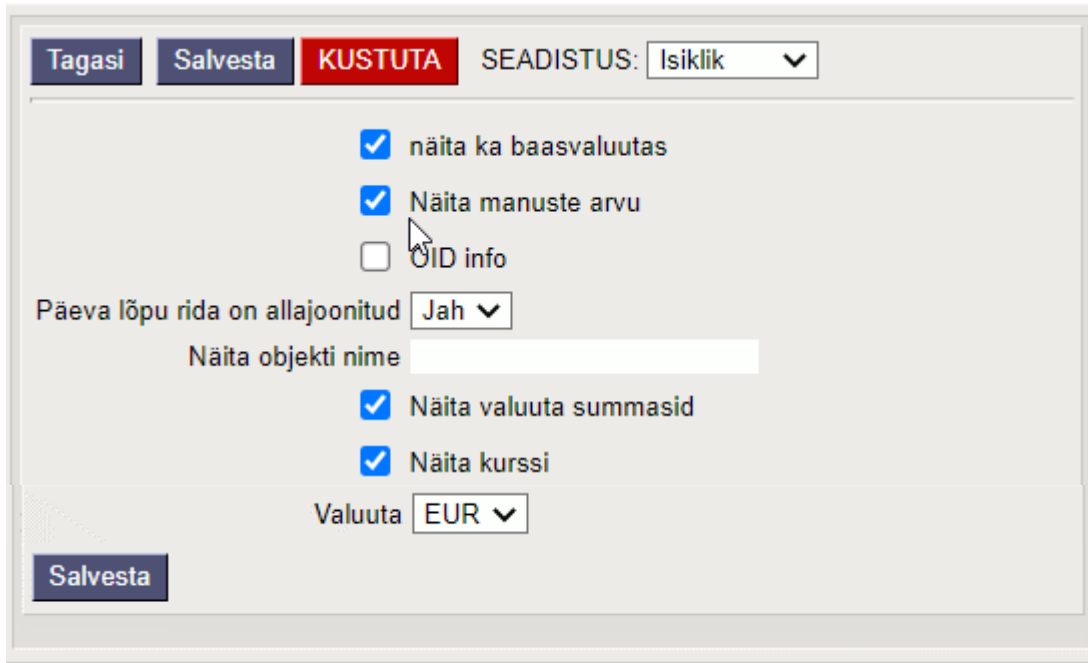 Tagasi Salvesta KUSTUTA SEADISTUS: Isiklik
näita ka baasvaluutas
Näita manuste arvu
OID info
Päeva lõpu rida on allajoonitud Jah
Näita objekti nime
Näita valuuta summasid
Näita kurssi
Valuuta EUR
Salvesta